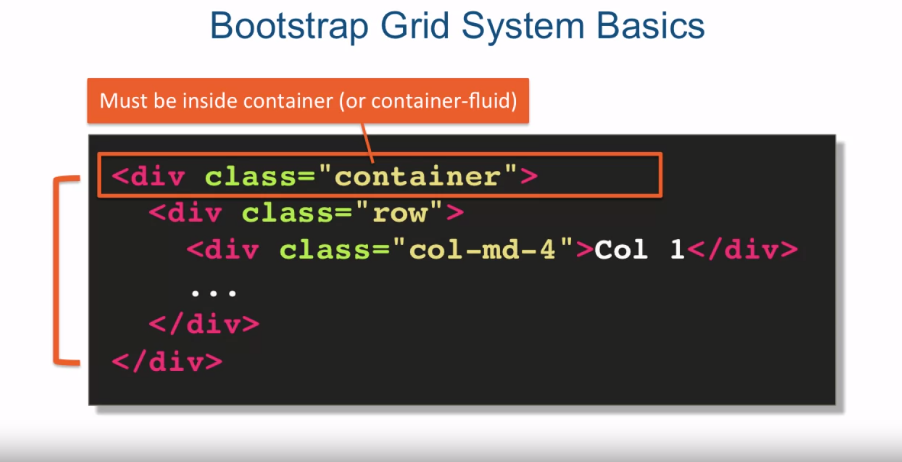 Bootstrap Grid System Basics
Must be inside container (or container-fluid)
<div class="container">
<div class="row">
<div class="col-md-4">Col 1</div>
...
</div>
</div>